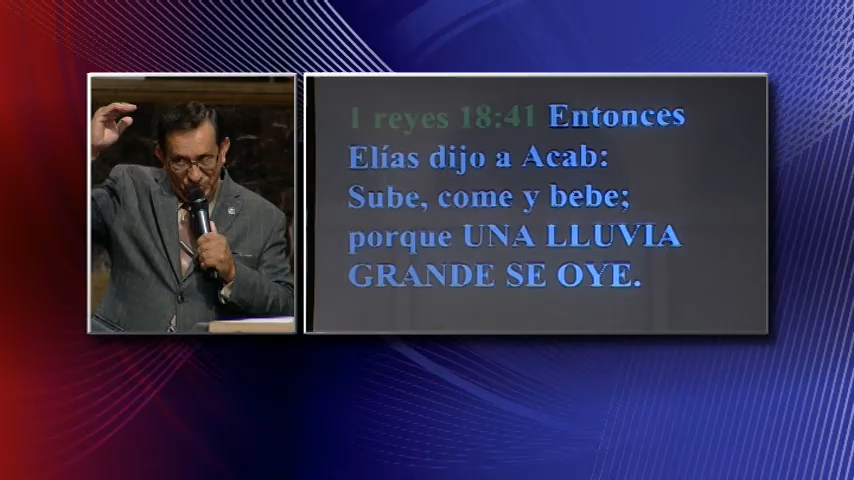 1 reyes 18:41 Entonces
Elías dijo a Acab:
Sube, come y bebe;
porque UNA LLUVIA
GRANDE SE OYE.